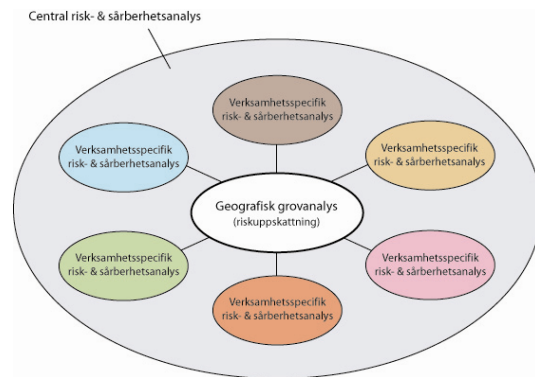 Central risk- & sårberhetsanalys
Verksamhetsspecifik
risk- & sårberhetsanalys
Verksamhetsspecifik
risk- & sårberhetsanalys
Verksamhetsspecifik
risk- & sårberhetsanalys
Geografisk grovanalys
(riskuppskattning)
Verksamhetsspecifik
risk- & sårberhetsanalys
Verksamhetsspecifik
risk- & sårberhetsanalys
Verksamhetsspecifik
risk- & sårberhetsanalys